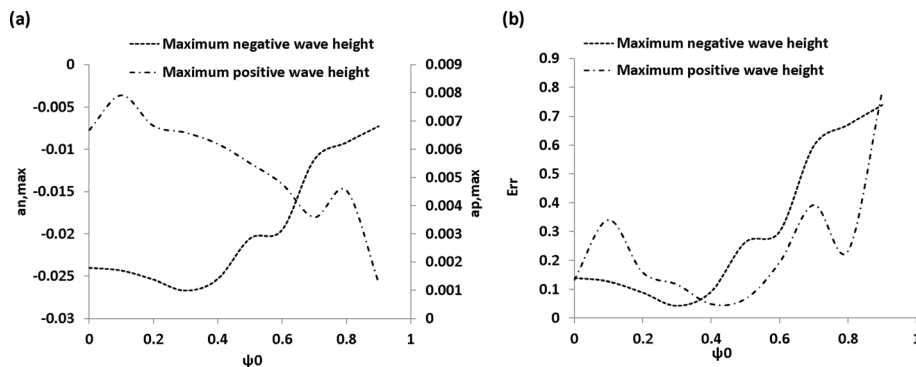 (a)
Maximum negative wave height
Maximum positive wave height
0
-0.005
-0.01
-0.015
-0.02
-0.025
-0.03
an,max
0.009
0.008
0.007
0.006
0.005
0.004
0.003
0.002
0.001
0
ap,max
0 0.2 0.4 0.6 0.8 1
ψ0
(b)
Maximum negative wave height
Maximum positive wave height
0.9
0.8
0.7
0.6
0.5
0.4
0.3
0.2
0.1
0
Err
0 0.2 0.4 0.6 0.8 1
ψ0